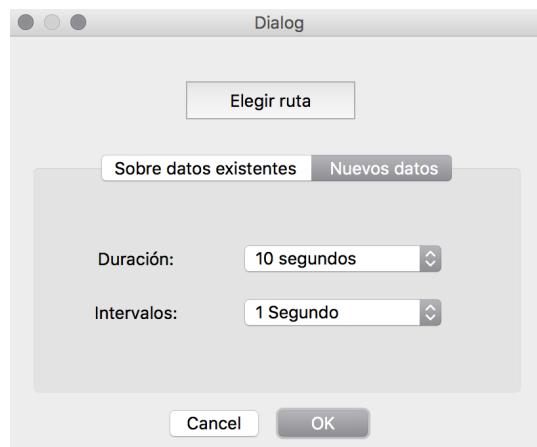 Dialog
Elegir ruta
Sobre datos existentes Nuevos datos
Duración: 10 segundos
Intervalos: 1 Segundo
Cancel OK